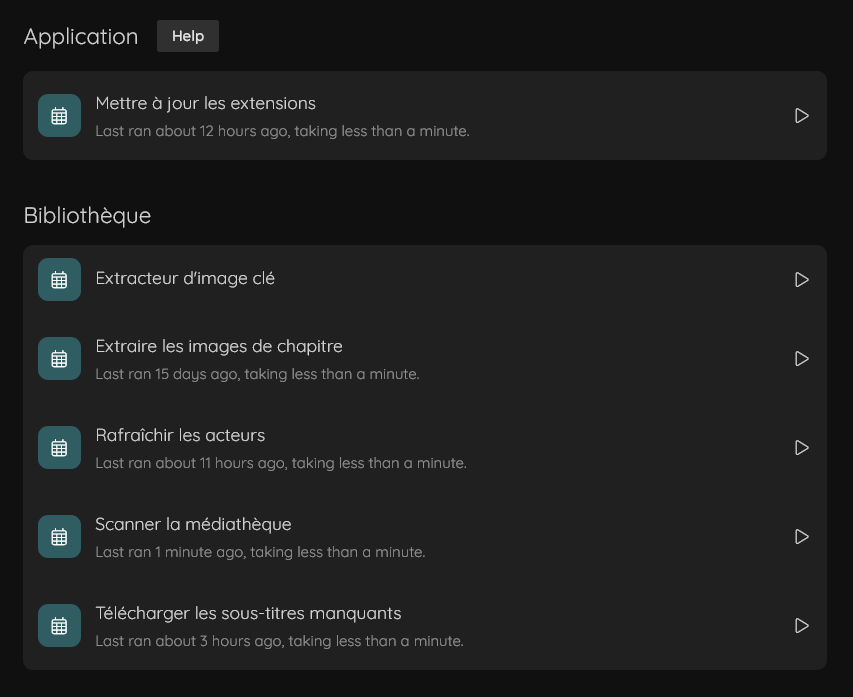 Application
Help
Mettre à jour les extensions
Last ran about 12 hours ago, taking less than a minute.
Bibliothèque
Extracteur d'image clé
Extraire les images de chapitre
Last ran 15 days ago, taking less than a minute.
Rafraîchir les acteurs
Last ran about 11 hours ago, taking less than a minute.
Scanner la médiathèque
Last ran 1 minute ago, taking less than a minute.
Télécharger les sous-titres manquants
Last ran about 3 hours ago, taking less than a minute.